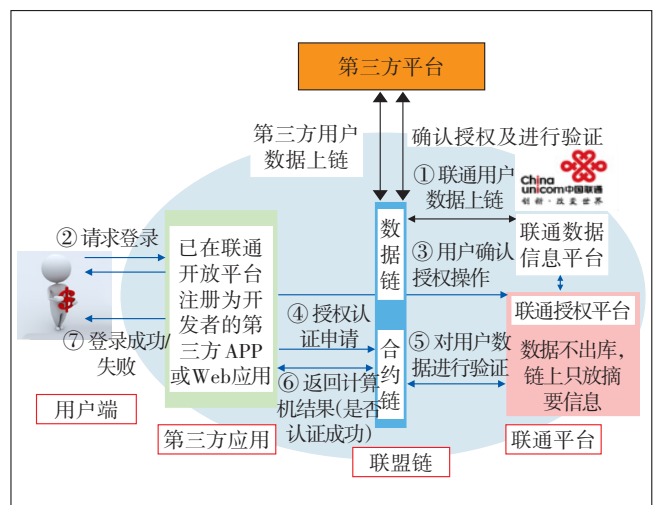 第三方平台
第三方用户
数据上链
确认授权及进行验证
①联通用户
数据上链
China
unicom中国联通
创新·改变世界
②请求登录
已在联通
开放平台
注册为开
发者的第
三方APP
或Web应用
数据链
③用户确认
授权操作
联通数据
信息平台
联通授权平台
④授权认
证申请
合约链
⑤对用户数
据进行验证
数据不出库，
链上只放摘
要信息
⑦登录成功/
失败
⑥返回计算
机结果(是否
认证成功)
用户端
第三方应用
联盟链
联通平台